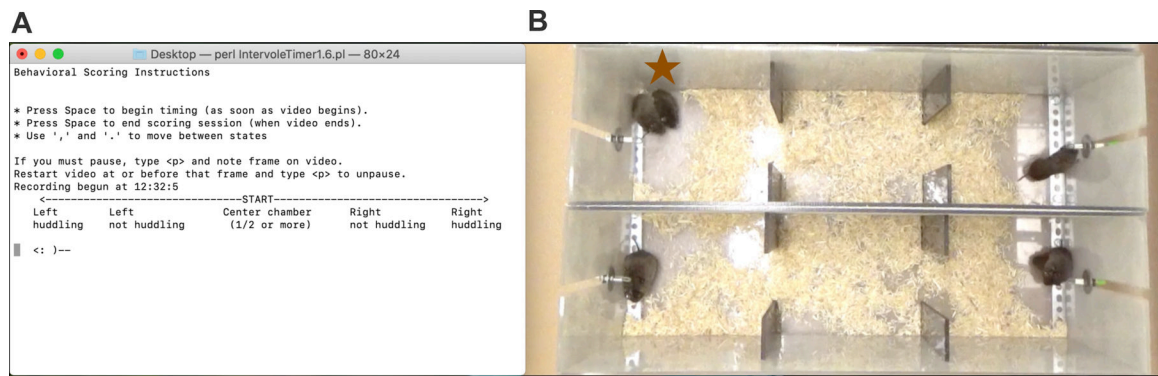 A
B
Desktop — perl IntervoleTimer1.6.pl — 80×24
Behavioral Scoring Instructions
* Press Space to begin timing (as soon as video begins).
* Press Space to end scoring session (when video ends).
* Use ',' and '.' to move between states
If you must pause, type <p> and note frame on video.
Restart video at or before that frame and type <p> to unpause.
Recording begun at 12:32:5
<---------------------------------START----------------------------------->
Left Left Center chamber Right Right
huddling not huddling (1/2 or more) not huddling huddling
<: )--